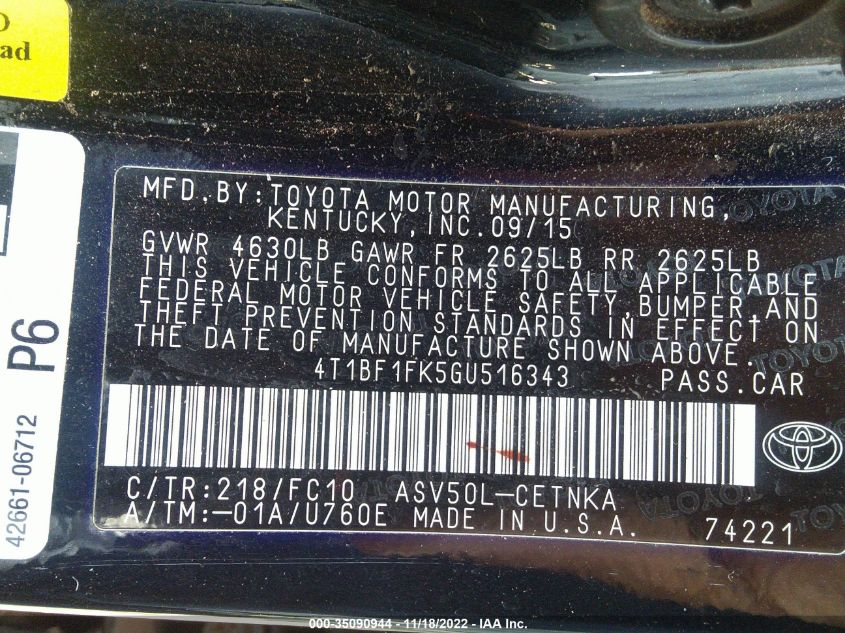 ad
P6
42661-06712
MFD.BY:TOYOTA MOTOR MANUFACTURING,
KENTUCKY,INC.09/15
GVWR 4630LB GAWR FR 2625LB RR 2625LB
THIS VEHICLE CONFORMS TO ALL APPLICABLE
FEDERAL MOTOR VEHICLE SAFETY,BUMPER,AND
THEFT PREVENTION STANDARDS IN EFFECT ON
THE DATE OF MANUFACTURE SHOWN ABOVE.
4T1BF1FK5GU516343 PASS.CAR
C/TR:218/FC10 ASV50L-CETNKA
A/TM:-01A/U760E MADE IN U.S.A. 74221
TOYOTA
000-35090944 - 11/18/2022 - IAA Inc.